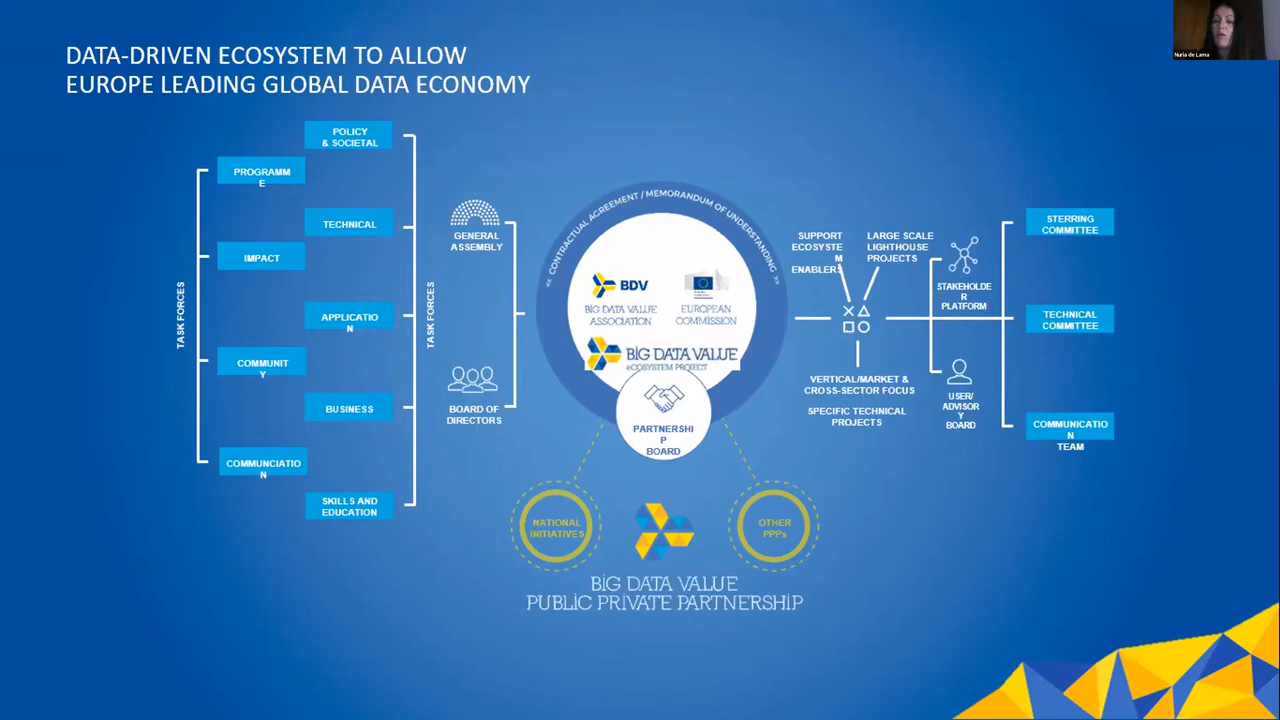 DATA-DRIVEN ECOSYSTEM TO ALLOW
EUROPE LEADING GLOBAL DATA ECONOMY
Nuria de Lama
TASK FORCES
PROGRAMM
E
IMPACT
COMMUNIT
Y
COMMUNCIATIO
N
POLICY
& SOCIETAL
TECHNICAL
APPLICATIO
N
BUSINESS
SKILLS AND
EDUCATION
TASK FORCES
GENERAL
ASSEMBLY
BOARD OF
DIRECTORS
<< CONTRACTUAL AGREEMENT / MEMORANDUM OF UNDERSTANDING >>
BDV
BIG DATA VALUE
ASSOCIATION
EUROPEAN
COMMISSION
BIG DATA VALUE
eCOSYSTEM PROJECT
PARTNERSHI
P
BOARD
NATIONAL
INITIATIVES
OTHER
PPPs
BIG DATA VALUE
PUBLIC PRIVATE PARTNERSHIP
SUPPORT
ECOSYSTE
M
ENABLERS
LARGE SCALE
LIGHTHOUSE
PROJECTS
VERTICAL/MARKET &
CROSS-SECTOR FOCUS
SPECIFIC TECHNICAL
PROJECTS
STAKEHOLDE
R
PLATFORM
USER/
ADVISOR
Y
BOARD
STERRING
COMMITTEE
TECHNICAL
COMMITTEE
COMMUNICATIO
N
TEAM